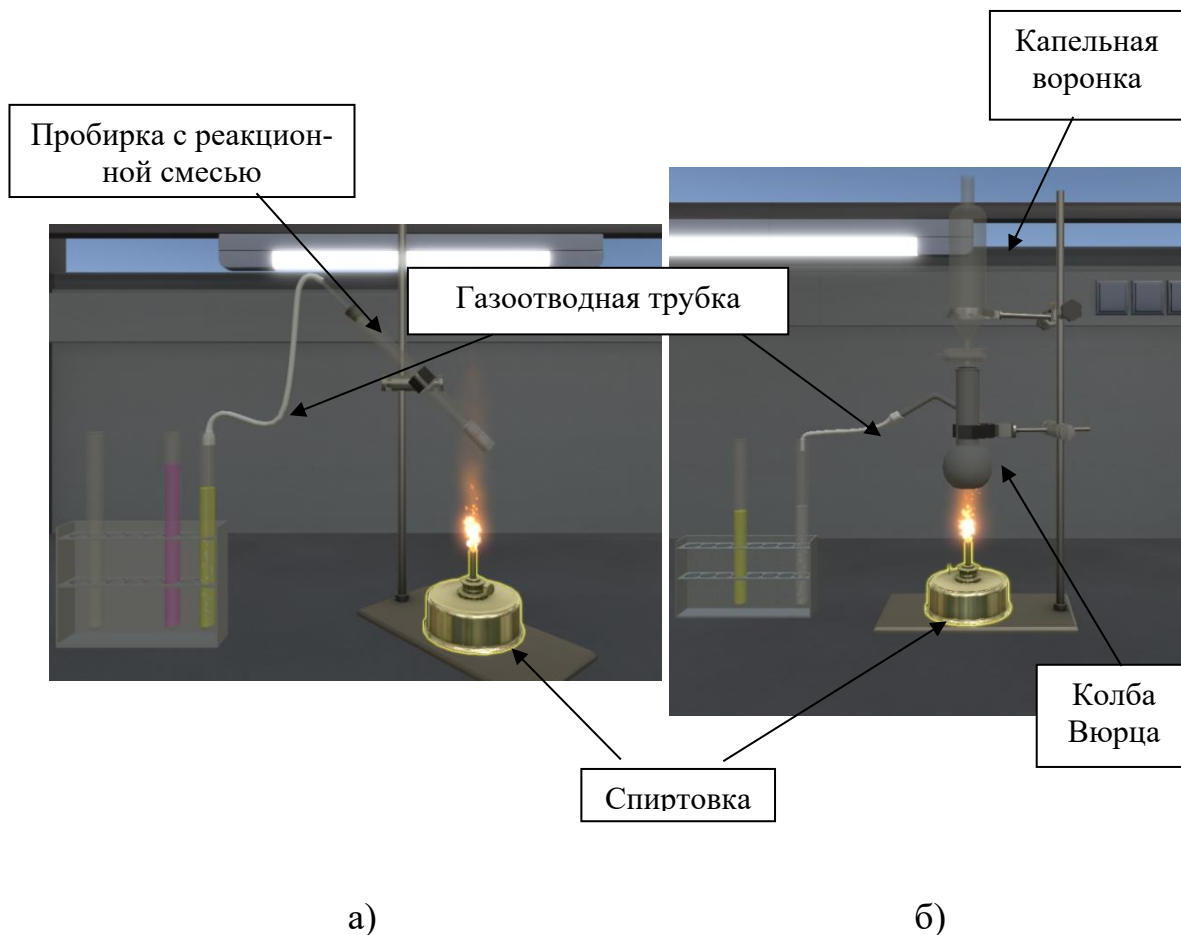 Капельная
воронка
Пробирка с реакцион-
ной смесью
Газоотводная трубка
Колба
Вюрца
Спиртовка
а)
б)